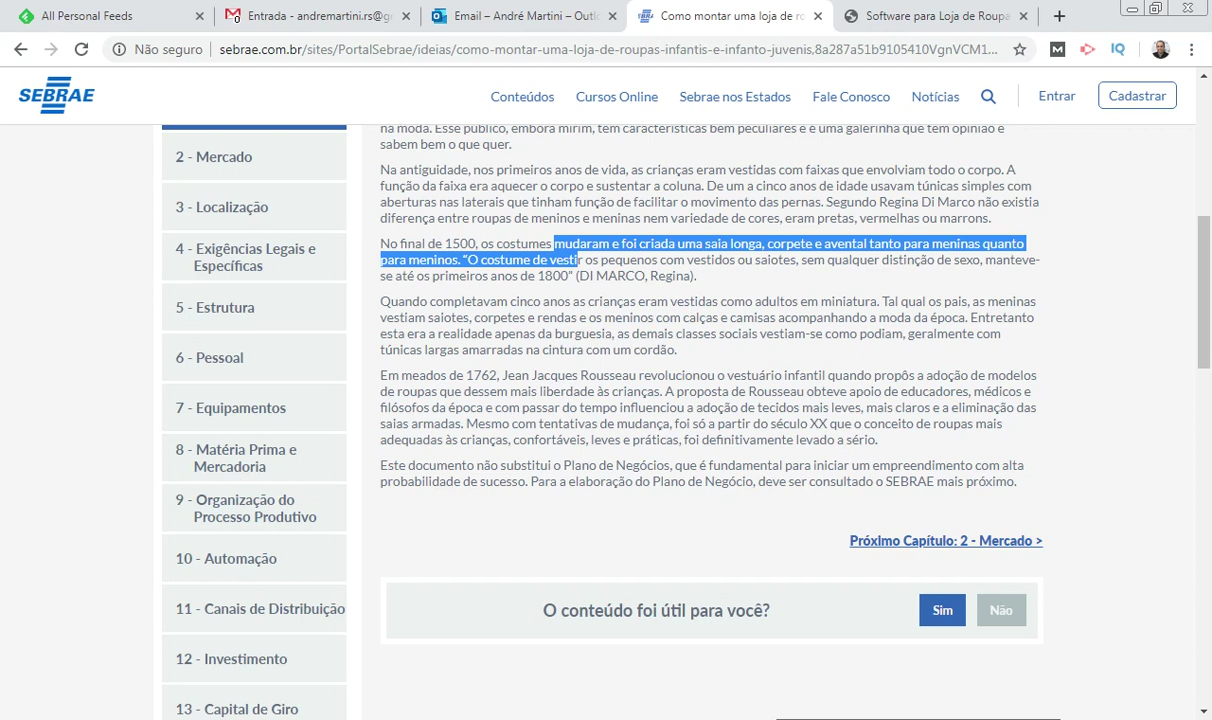 All Personal Feeds
Entrada - andremartini.rs@g
Email – André Martini – Outlo
Como montar uma loja de ro
Software para Loja de Roupa
Não seguro
sebrae.com.br/sites/PortalSebrae/ideias/como-montar-uma-loja-de-roupas-infantis-e-infanto-juvenis,8a287a51b9105410VgnVCM1...
SEBRAE
Conteúdos
Cursos Online
Sebrae nos Estados
Fale Conosco
Notícias
Entrar
Cadastrar
2 - Mercado
3 - Localização
4 - Exigências Legais e
Específicas
5 - Estrutura
6 - Pessoal
7 - Equipamentos
8 - Matéria Prima e
Mercadoria
9 - Organização do
Processo Produtivo
10 - Automação
11 - Canais de Distribuição
12 - Investimento
13 - Capital de Giro
na moda. Esse público, embora mirim, tem características bem peculiares e é uma galerinha que tem opinião e
sabem bem o que quer.
Na antiguidade, nos primeiros anos de vida, as crianças eram vestidas com faixas que envolviam todo o corpo. A
função da faixa era aquecer o corpo e sustentar a coluna. De um a cinco anos de idade usavam túnicas simples com
aberturas nas laterais que tinham função de facilitar o movimento das pernas. Segundo Regina Di Marco não existia
diferença entre roupas de meninos e meninas nem variedade de cores, eram pretas, vermelhas ou marrons.
No final de 1500, os costumes mudaram e foi criada uma saia longa, corpete e avental tanto para meninas quanto
para meninos. “O costume de vestir os pequenos com vestidos ou saiotes, sem qualquer distinção de sexo, manteve-
se até os primeiros anos de 1800” (DI MARCO, Regina).
Quando completavam cinco anos as crianças eram vestidas como adultos em miniatura. Tal qual os pais, as meninas
vestiam saiotes, corpetes e rendas e os meninos com calças e camisas acompanhando a moda da época. Entretanto
esta era a realidade apenas da burguesia, as demais classes sociais vestiam-se como podiam, geralmente com
túnicas largas amarradas na cintura com um cordão.
Em meados de 1762, Jean Jacques Rousseau revolucionou o vestuário infantil quando propôs a adoção de modelos
de roupas que dessem mais liberdade às crianças. A proposta de Rousseau obteve apoio de educadores, médicos e
filósofos da época e com passar do tempo influenciou a adoção de tecidos mais leves, mais claros e a eliminação das
saias armadas. Mesmo com tentativas de mudança, foi só a partir do século XX que o conceito de roupas mais
adequadas às crianças, confortáveis, leves e práticas, foi definitivamente levado a sério.
Este documento não substitui o Plano de Negócios, que é fundamental para iniciar um empreendimento com alta
probabilidade de sucesso. Para a elaboração do Plano de Negócio, deve ser consultado o SEBRAE mais próximo.
Próximo Capítulo: 2 - Mercado >
O conteúdo foi útil para você?
Sim
Não